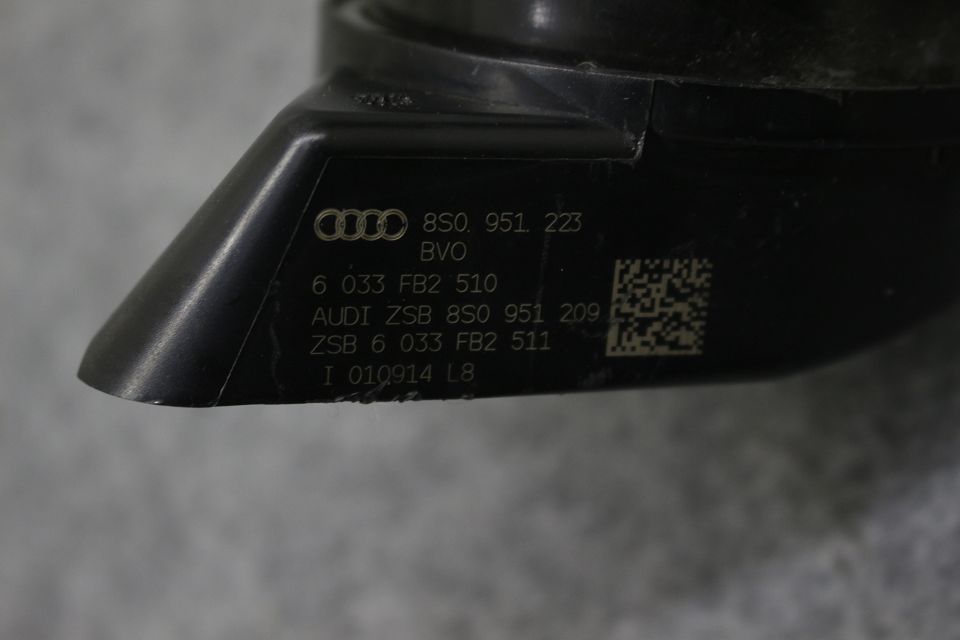 8S0. 951. 223
BVO
6 033 FB2 510
AUDI ZSB 8S0 951 209
ZSB 6 033 FB2 511
I 010914 L8